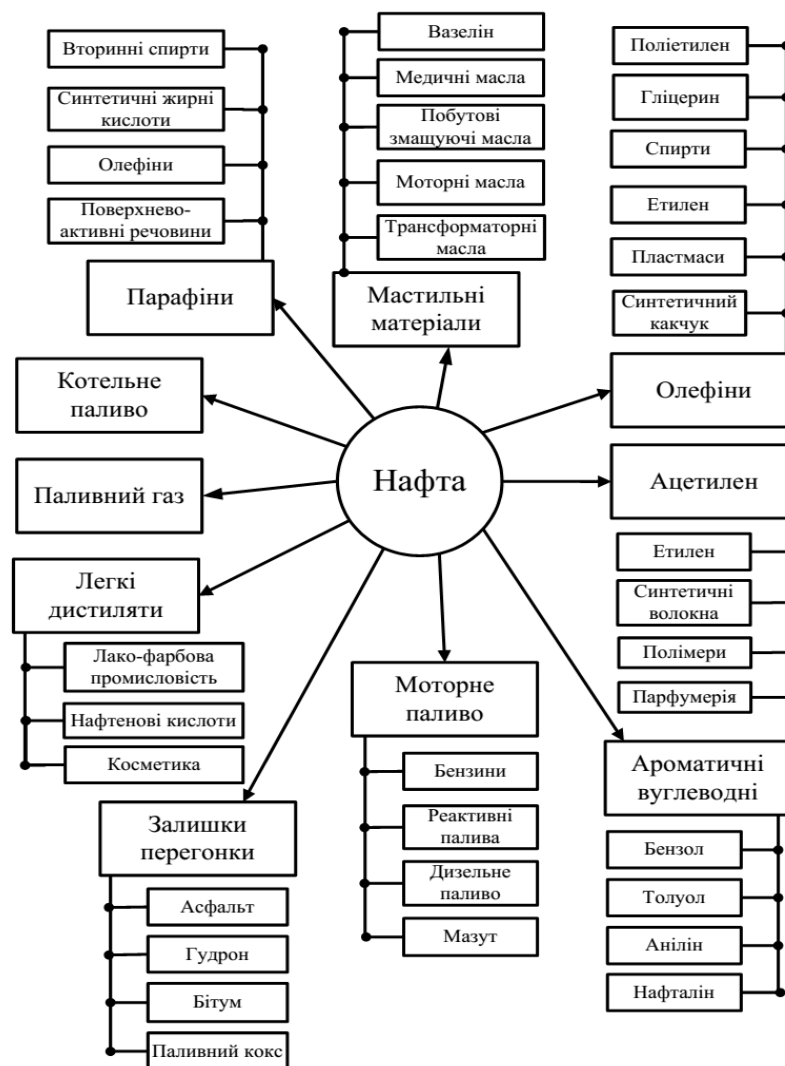 Вторинні спирти
Синтетичні жирні
кислоти
Олефіни
Поверхнево-
активні речовини
Парафіни
Вазелін
Медичні масла
Побутові
змащуючі масла
Моторні масла
Трансформаторні
масла
Мастильні
матеріали
Поліетилен
Гліцерин
Спирти
Етилен
Пластмаси
Синтетичний
какчук
Олефіни
Котельне
паливо
Паливний газ
Нафта
Ацетилен
Етилен
Синтетичні
волокна
Полімери
Парфумерія
Легкі
дистиляти
Лако-фарбова
промисловість
Нафтенові кислоти
Косметика
Моторне
паливо
Бензини
Реактивні
палива
Дизельне
паливо
Мазут
Ароматичні
вуглеводні
Бензол
Толуол
Анілін
Нафталін
Залишки
перегонки
Асфальт
Гудрон
Бітум
Паливний кокс